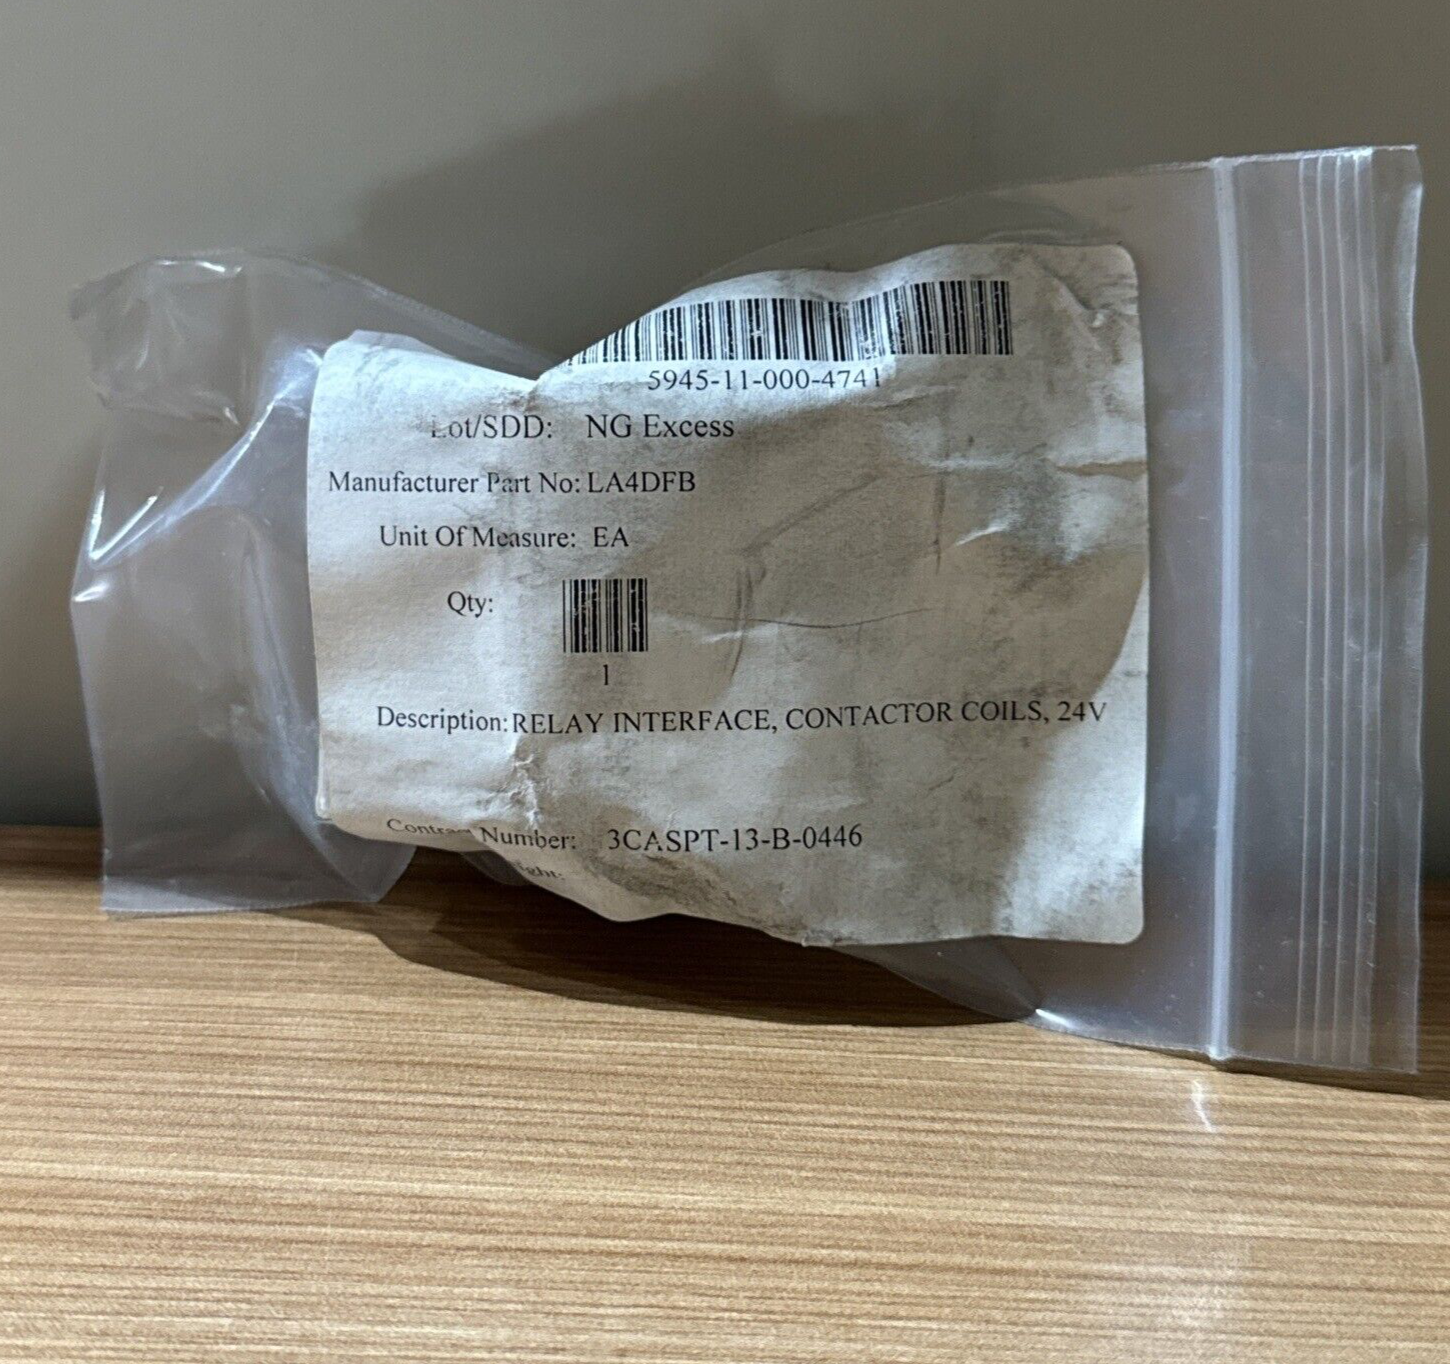 5945-11-000-4741
Lot/SDD: NG Excess
Manufacturer Part No: LA4DFB
Unit Of Measure: EA
Qty:
1
Description: RELAY INTERFACE, CONTACTOR COILS, 24V
Contract Number: 3CASPT-13-B-0446